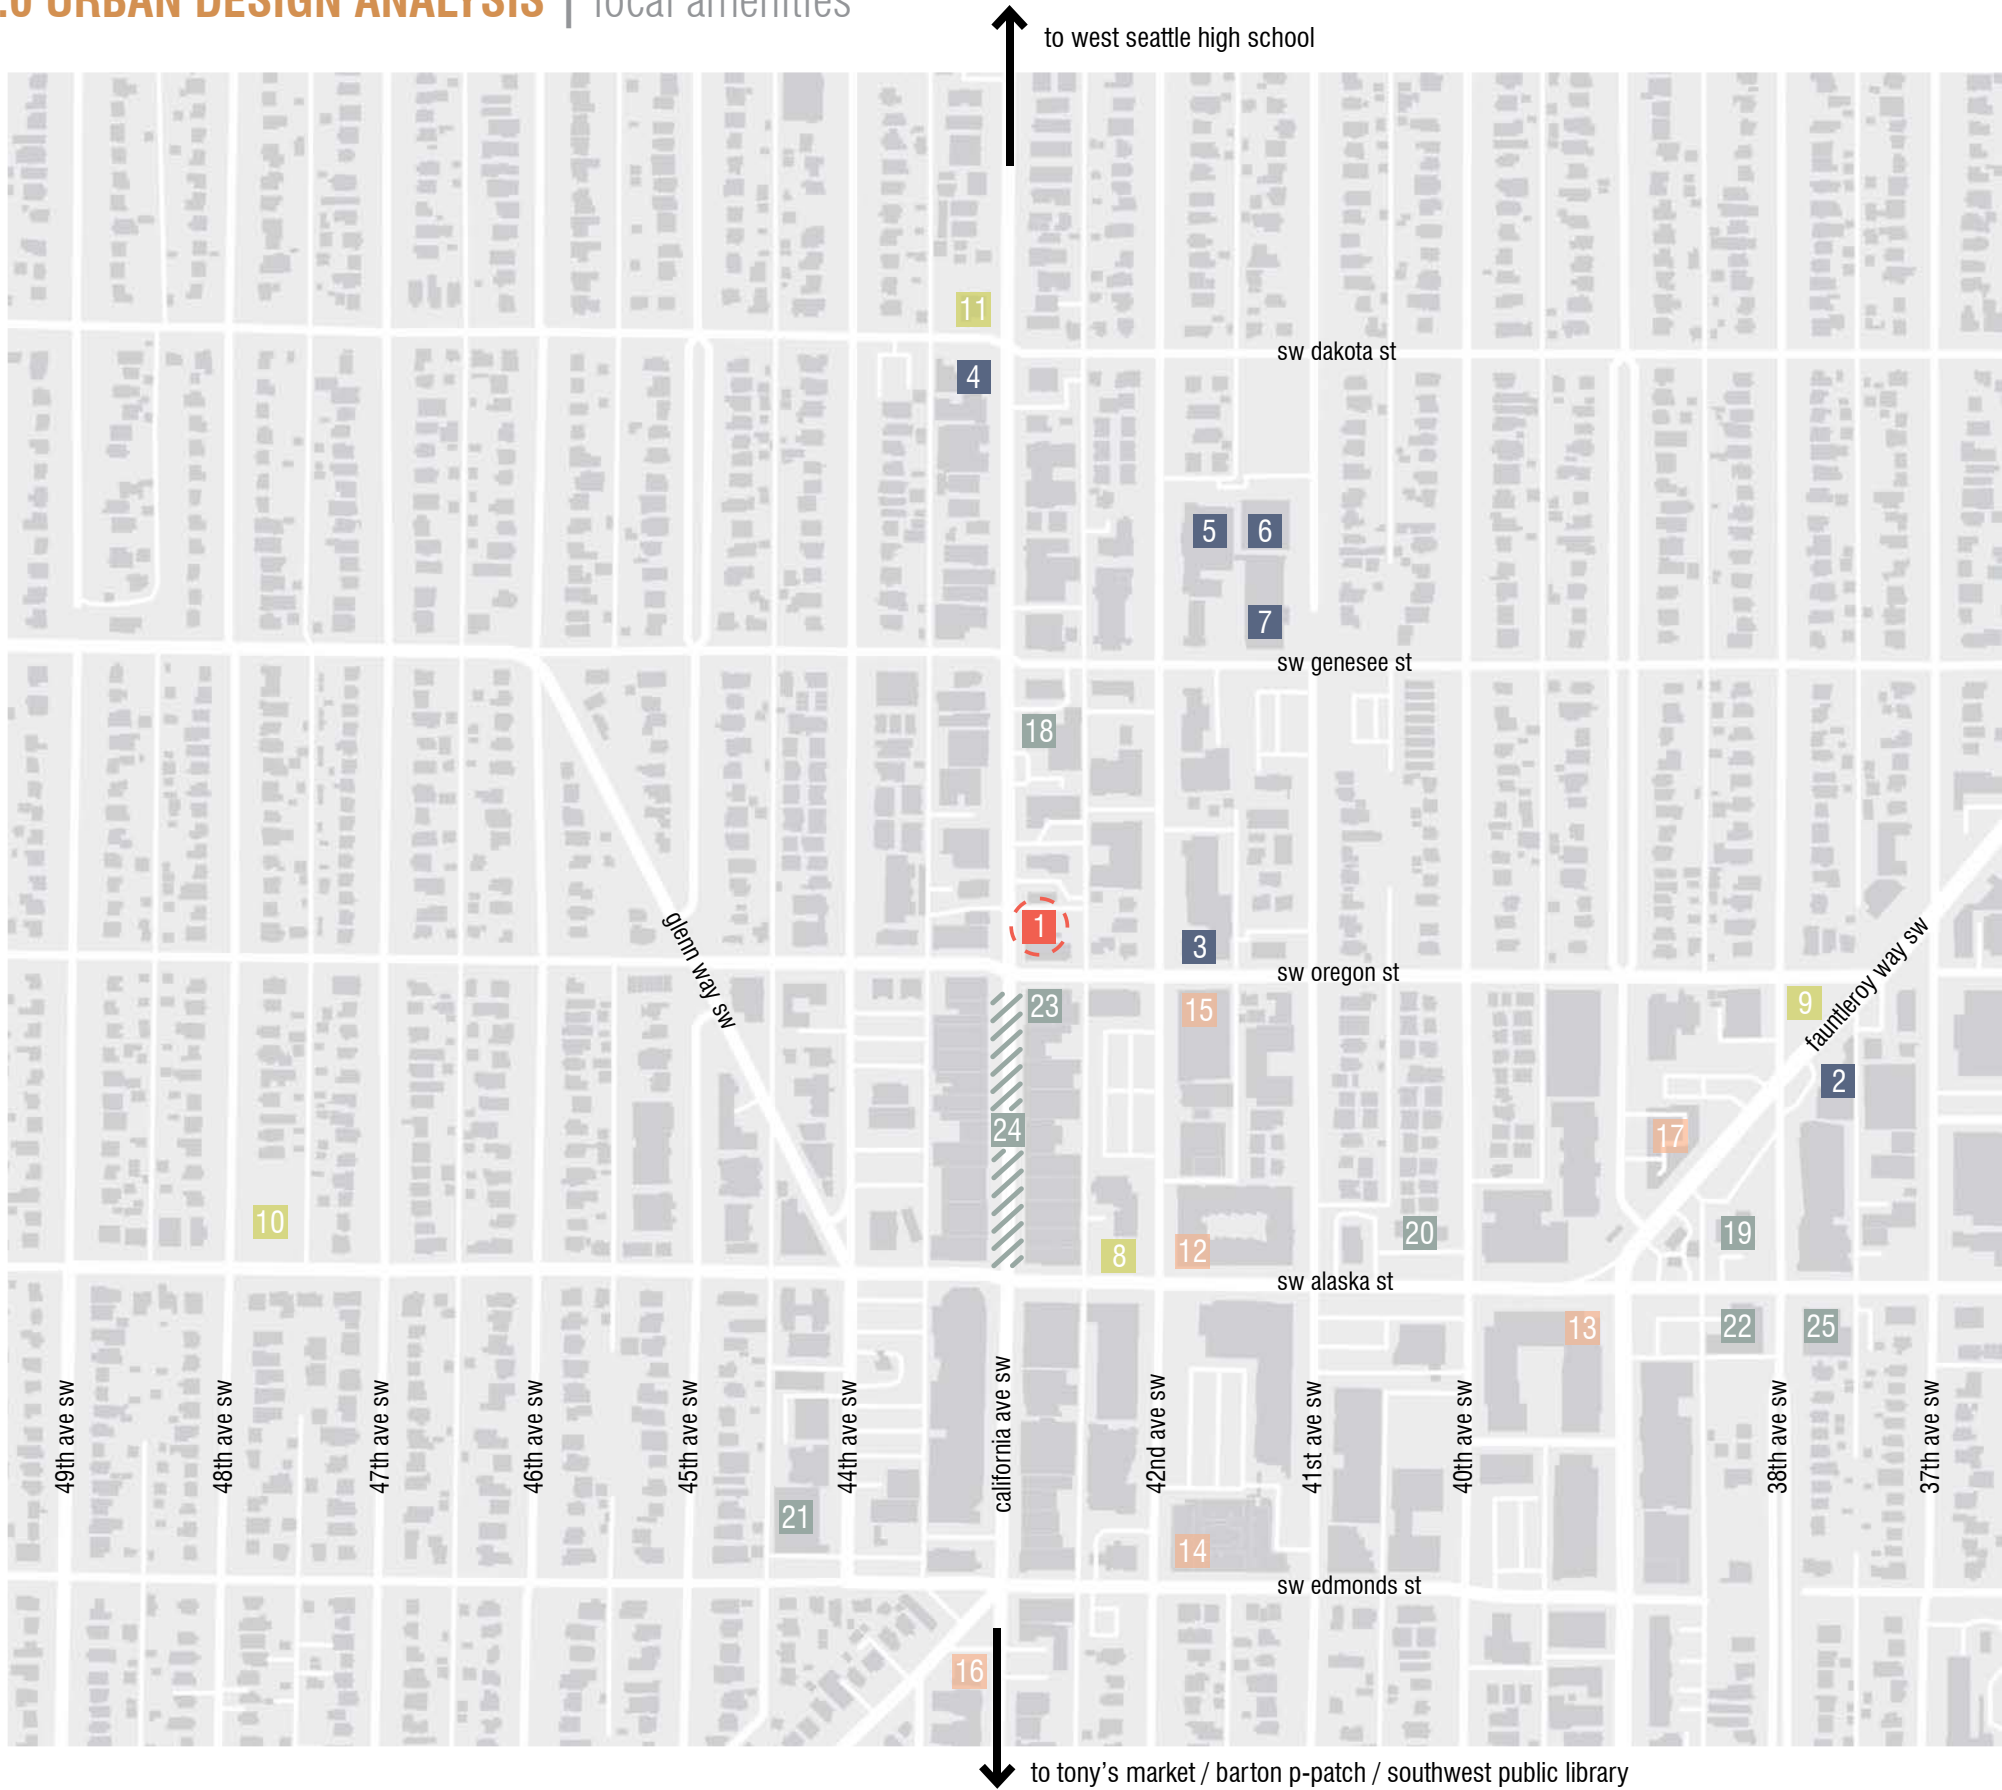 .0 URBAN DESIGN ANALYSIS | local amenities
to west seattle high school
11
sw dakota st
4
5 6
7
sw genesee st
18
glenn way sw
1
3
sw oregon st
fauntleroy way sw
23
15
9
2
24
17
10
8
12
20
19
sw alaska st
13
22
25
49th ave sw
48th ave sw
47th ave sw
46th ave sw
45th ave sw
44th ave sw
california ave sw
42nd ave sw
41st ave sw
40th ave sw
38th ave sw
37th ave sw
21
14
sw edmonds st
16
to tony's market / barton p-patch / southwest public library